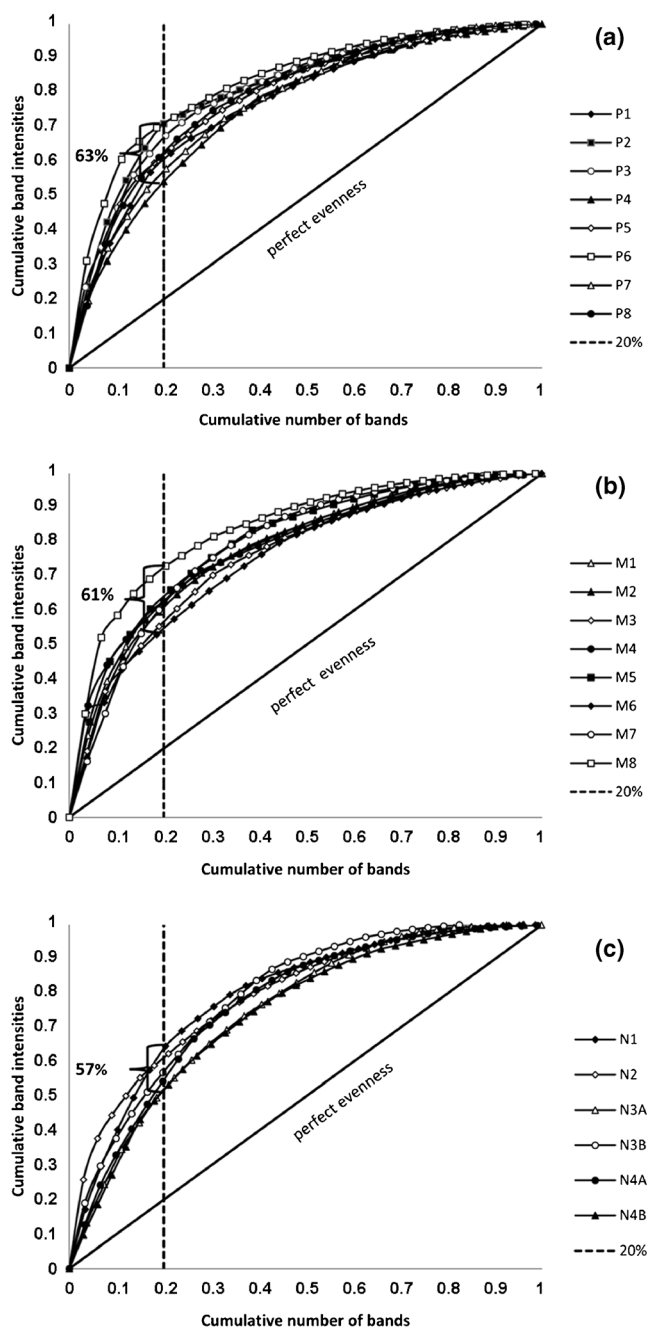 (a)
Cumulative band intensities
1
0.9
0.8
0.7
0.6
0.5
0.4
0.3
0.2
0.1
0
63%
perfect evenness
P1
P2
P3
P4
P5
P6
P7
P8
20%
0 0.1 0.2 0.3 0.4 0.5 0.6 0.7 0.8 0.9 1
Cumulative number of bands
(b)
Cumulative band intensities
1
0.9
0.8
0.7
0.6
0.5
0.4
0.3
0.2
0.1
0
61%
perfect evenness
M1
M2
M3
M4
M5
M6
M7
M8
20%
0 0.1 0.2 0.3 0.4 0.5 0.6 0.7 0.8 0.9 1
Cumulative number of bands
(c)
Cumulative band intensities
1
0.9
0.8
0.7
0.6
0.5
0.4
0.3
0.2
0.1
0
57%
perfect evenness
N1
N2
N3A
N3B
N4A
N4B
20%
0 0.1 0.2 0.3 0.4 0.5 0.6 0.7 0.8 0.9 1
Cumulative number of bands